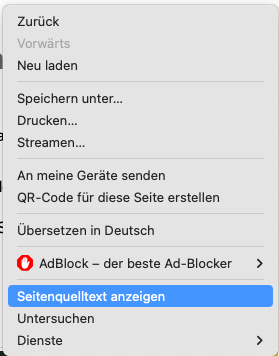 Zurück
Vorwärts
Neu laden
Speichern unter...
Drucken...
Streamen...
An meine Geräte senden
QR-Code für diese Seite erstellen
Übersetzen in Deutsch
AdBlock – der beste Ad-Blocker
Seitenquelltext anzeigen
Untersuchen
Dienste